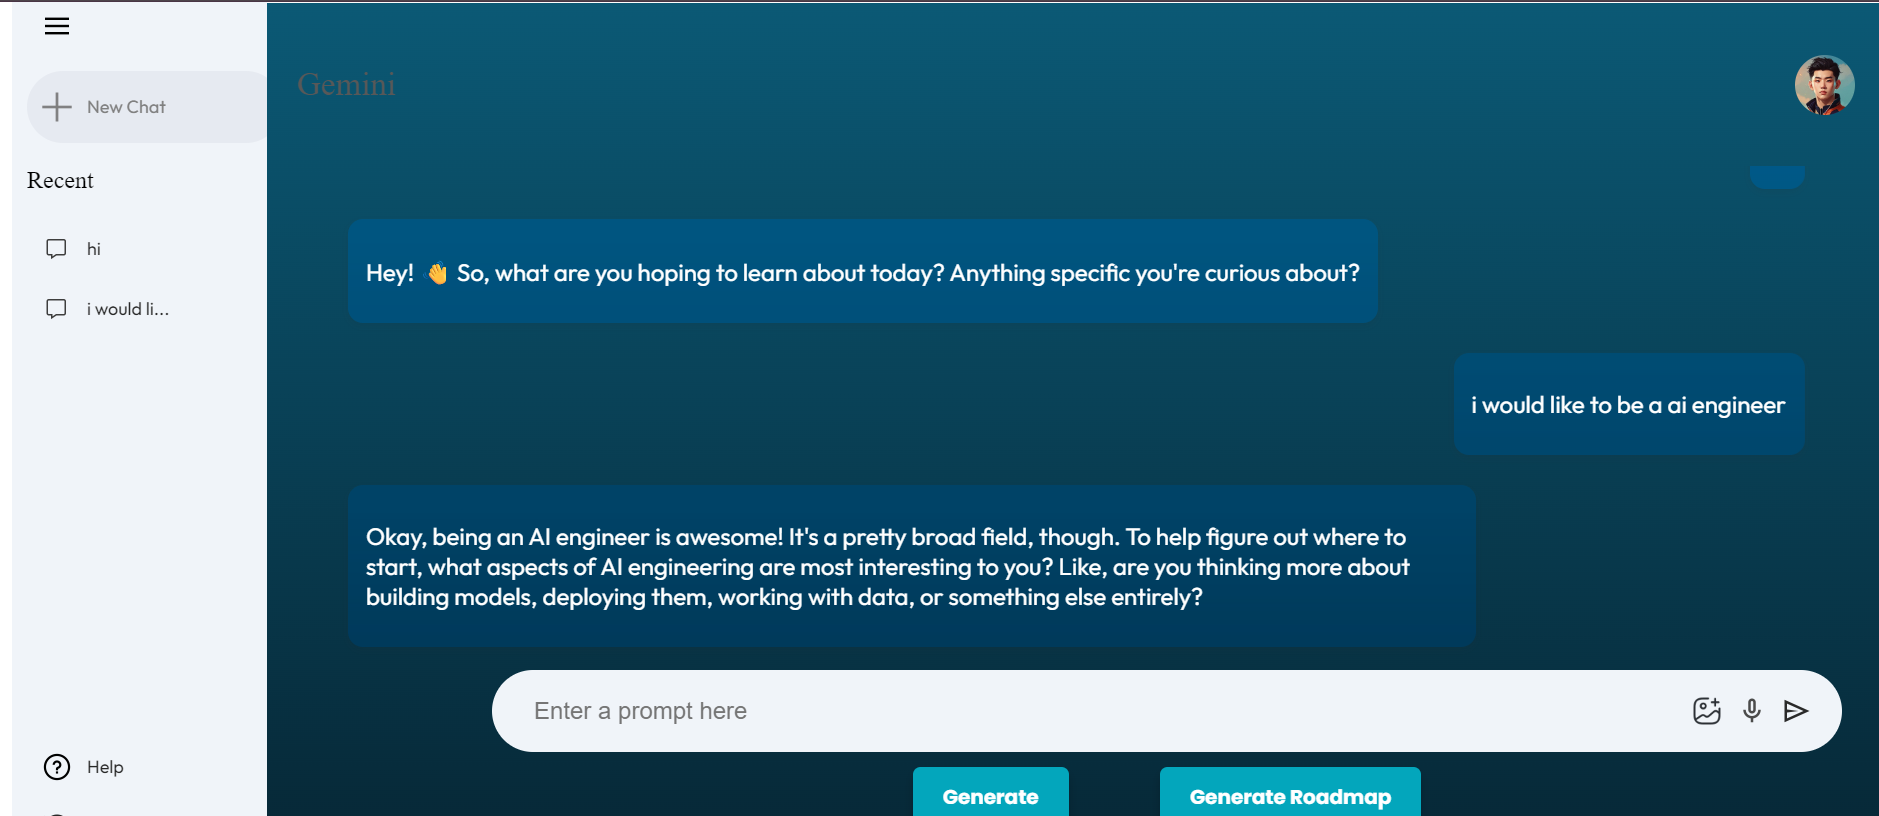 Gemini
New Chat
Recent
hi
i would li...
Hey! 👋 So, what are you hoping to learn about today? Anything specific you're curious about?
i would like to be a ai engineer
Okay, being an AI engineer is awesome! It's a pretty broad field, though. To help figure out where to
start, what aspects of AI engineering are most interesting to you? Like, are you thinking more about
building models, deploying them, working with data, or something else entirely?
Enter a prompt here
Help
Generate
Generate Roadmap